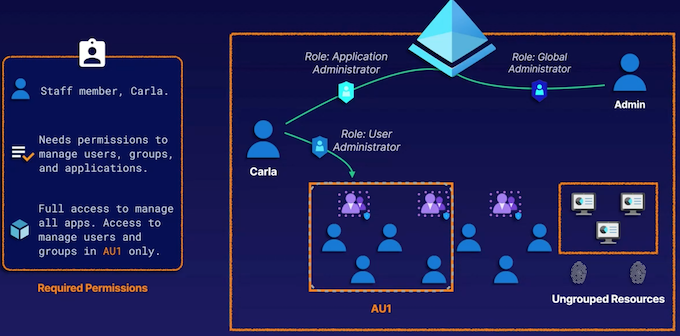 Staff member, Carla.
Needs permissions to
manage users, groups,
and applications.
Full access to manage
all apps. Access to
manage users and
groups in AU1 only.
Required Permissions
Role: Application
Administrator
Role: Global
Administrator
Admin
Role: User
Administrator
Carla
AU1
Ungrouped Resources